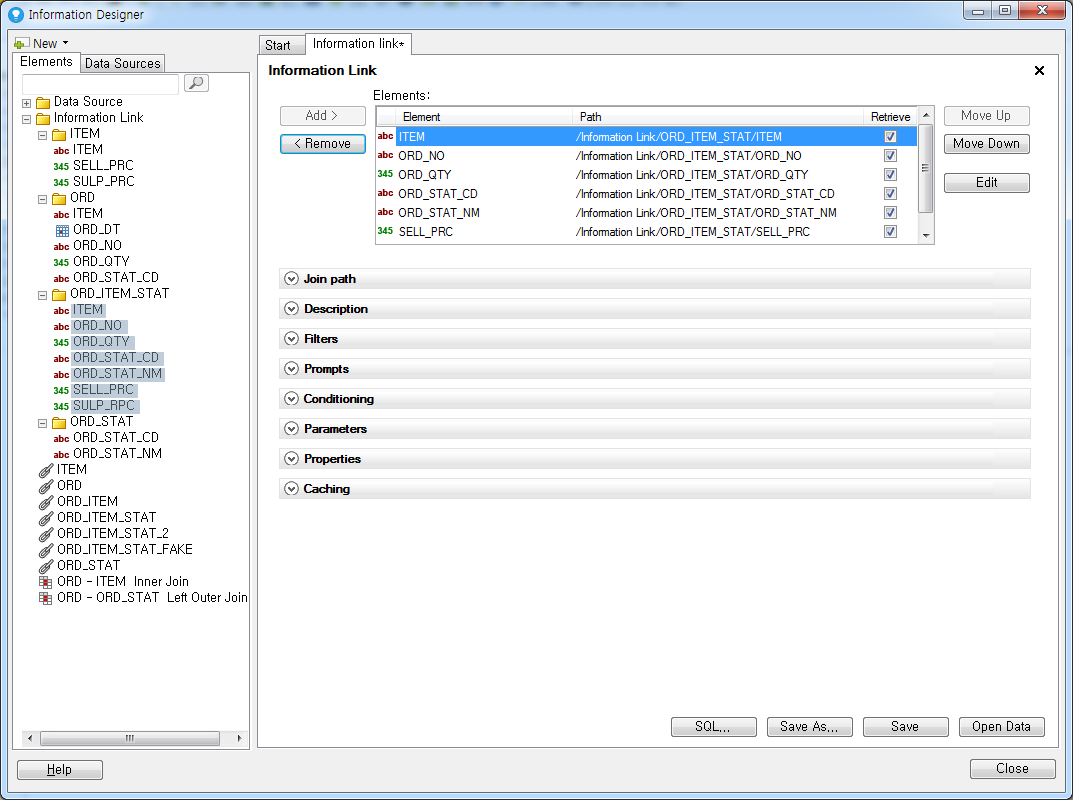 Information Designer
New
Elements
Data Sources
Data Source
Information Link
ITEM
abc ITEM
345 SELL_PRC
345 SULP_PRC
ORD
abc ITEM
ORD_DT
abc ORD_NO
345 ORD_QTY
abc ORD_STAT_CD
ORD_ITEM_STAT
abc ITEM
abc ORD_NO
345 ORD_QTY
abc ORD_STAT_CD
abc ORD_STAT_NM
345 SELL_PRC
345 SULP_RPC
ORD_STAT
abc ORD_STAT_CD
abc ORD_STAT_NM
ITEM
ORD
ORD_ITEM
ORD_ITEM_STAT
ORD_ITEM_STAT_2
ORD_ITEM_STAT_FAKE
ORD_STAT
ORD - ITEM Inner Join
ORD - ORD_STAT Left Outer Join
Help
Start
Information link*
Information Link
Elements:
Add >
< Remove
Element Path Retrieve
abc ITEM /Information Link/ORD_ITEM_STAT/ITEM
abc ORD_NO /Information Link/ORD_ITEM_STAT/ORD_NO
345 ORD_QTY /Information Link/ORD_ITEM_STAT/ORD_QTY
abc ORD_STAT_CD /Information Link/ORD_ITEM_STAT/ORD_STAT_CD
abc ORD_STAT_NM /Information Link/ORD_ITEM_STAT/ORD_STAT_NM
345 SELL_PRC /Information Link/ORD_ITEM_STAT/SELL_PRC
Move Up
Move Down
Edit
Join path
Description
Filters
Prompts
Conditioning
Parameters
Properties
Caching
SQL...
Save As...
Save
Open Data
Close